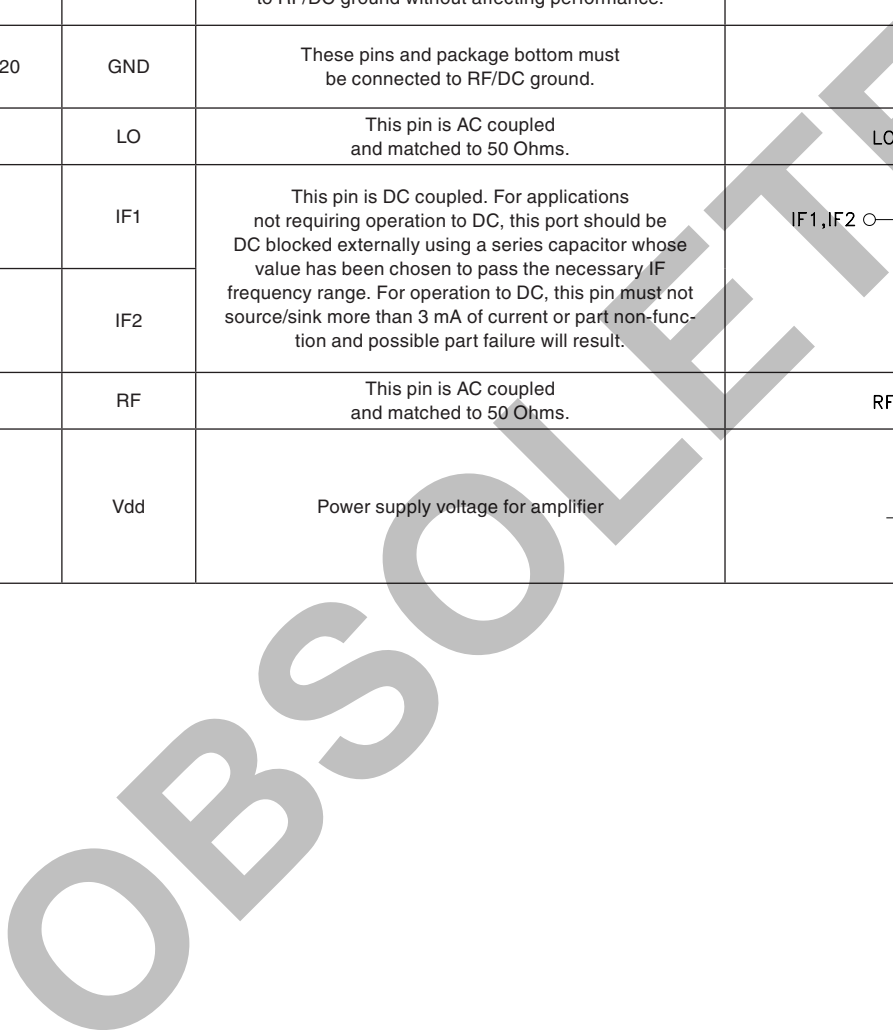 to RF/DC ground without affecting performance.
20
GND
These pins and package bottom must
be connected to RF/DC ground.
LO
This pin is AC coupled
and matched to 50 Ohms.
LO
IF1
This pin is DC coupled. For applications
not requiring operation to DC, this port should be
DC blocked externally using a series capacitor whose
value has been chosen to pass the necessary IF
frequency range. For operation to DC, this pin must not
source/sink more than 3 mA of current or part non-func-
tion and possible part failure will result.
IF1,IF2
IF2
RF
This pin is AC coupled
and matched to 50 Ohms.
RF
Vdd
Power supply voltage for amplifier
OBSOLETE